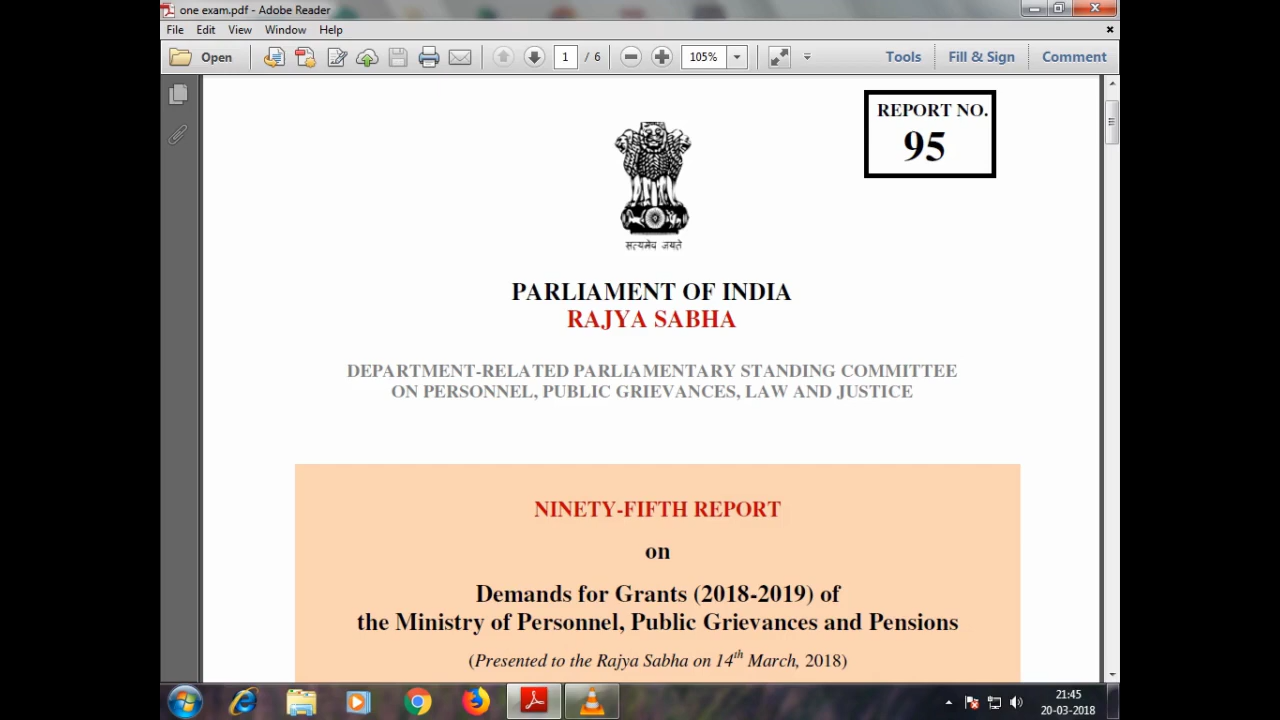 one exam.pdf - Adobe Reader
File Edit View Window Help
Open 1 / 6 105% Tools Fill & Sign Comment
REPORT NO.
95
सत्यमेव जयते
PARLIAMENT OF INDIA
RAJYA SABHA
DEPARTMENT-RELATED PARLIAMENTARY STANDING COMMITTEE
ON PERSONNEL, PUBLIC GRIEVANCES, LAW AND JUSTICE
NINETY-FIFTH REPORT
on
Demands for Grants (2018-2019) of
the Ministry of Personnel, Public Grievances and Pensions
(Presented to the Rajya Sabha on 14th March, 2018)
21:45
20-03-2018